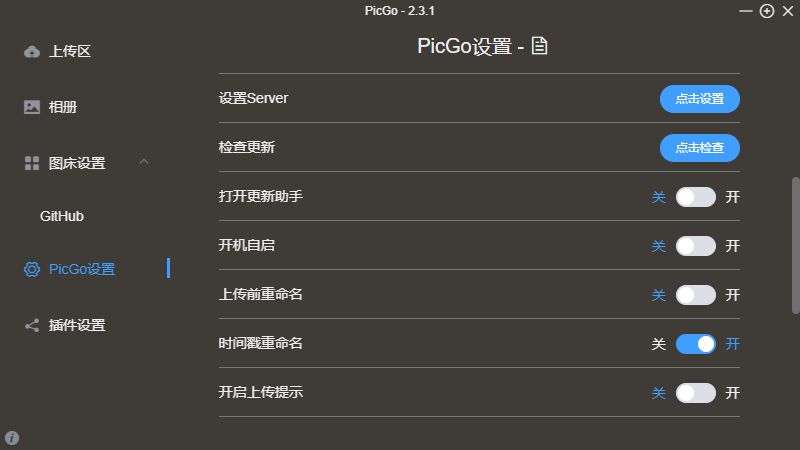 PicGo - 2.3.1
上传区
相册
图床设置
GitHub
PicGo设置
插件设置
PicGo设置 -
设置Server 点击设置
检查更新 点击检查
打开更新助手 关 开
开机自启 关 开
上传前重命名 关 开
时间戳重命名 关 开
开启上传提示 关 开